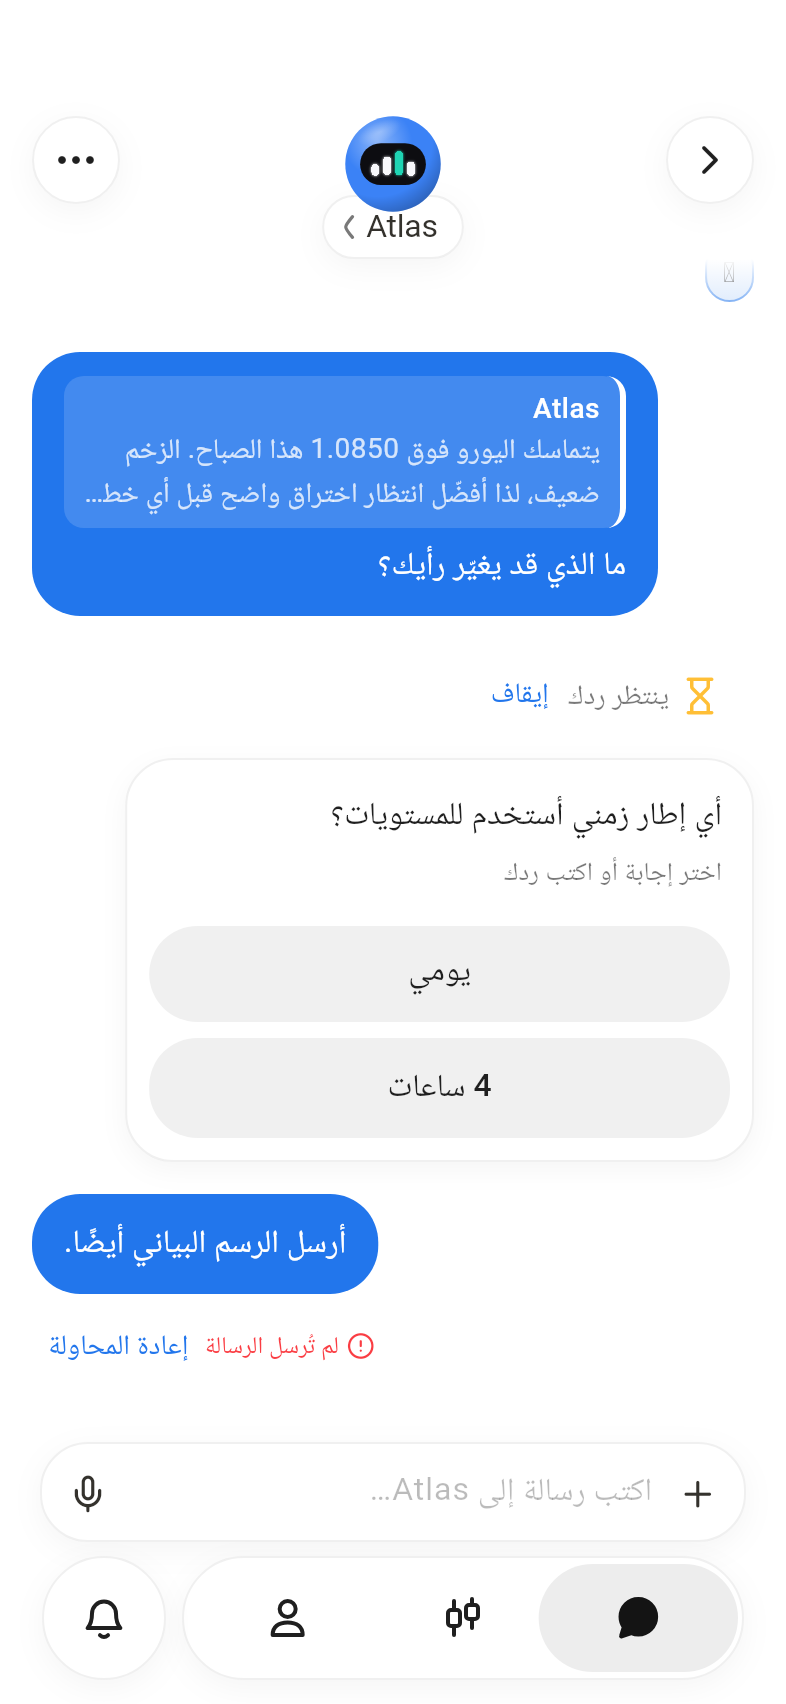 Atlas
Atlas
يتماسك اليورو فوق 1.0850 هذا الصباح. الزخم
ضعيف، لذا أفضّل انتظار اختراق واضح قبل أي خط...
ما الذي قد يغيّر رأيك؟
ينتظر ردك إيقاف
أي إطار زمني أستخدم للمستويات؟
اختر إجابة أو اكتب ردك
يومي
4 ساعات
أرسل الرسم البياني أيضًا.
لم تُرسل الرسالة إعادة المحاولة
اكتب رسالة إلى Atlas...